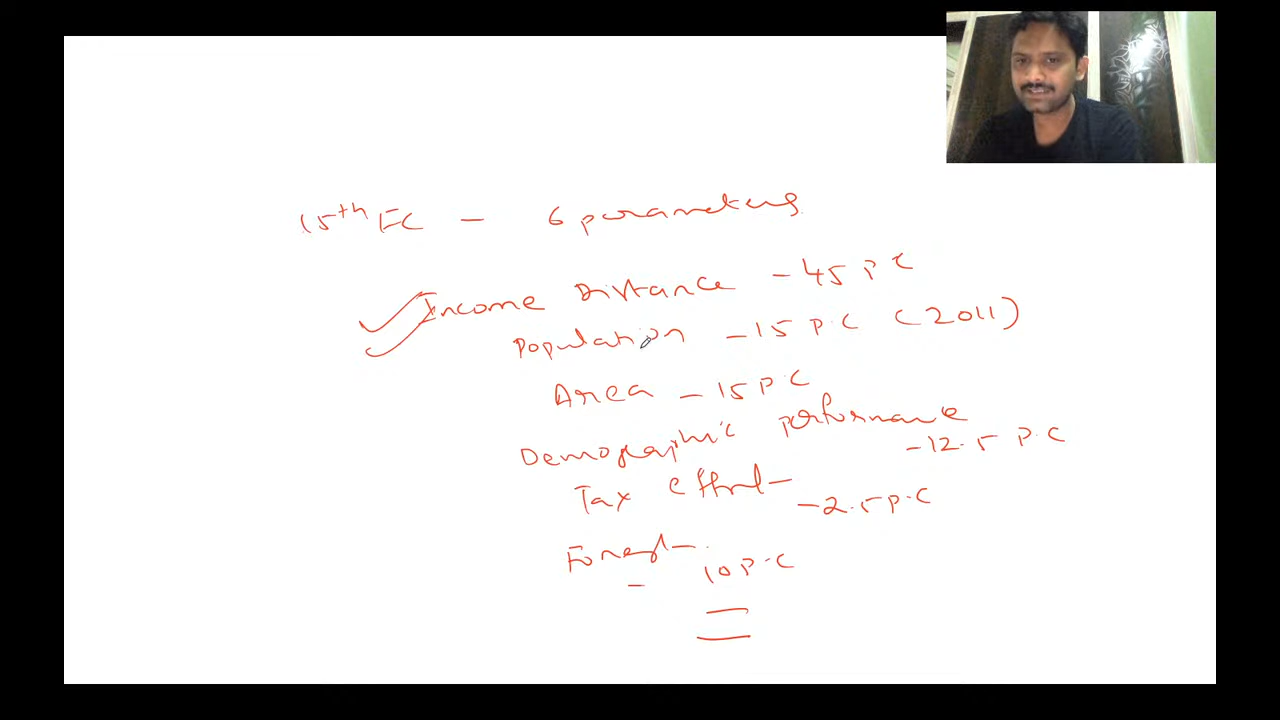 15th FC - 6 parameters
Income Distance - 45 P C
Population - 15 P.C (2011)
Area - 15 P.C
Demographic performance
- 12.5 P.C
Tax effort -
- 2.5 P.C
Forest -
10 P.C